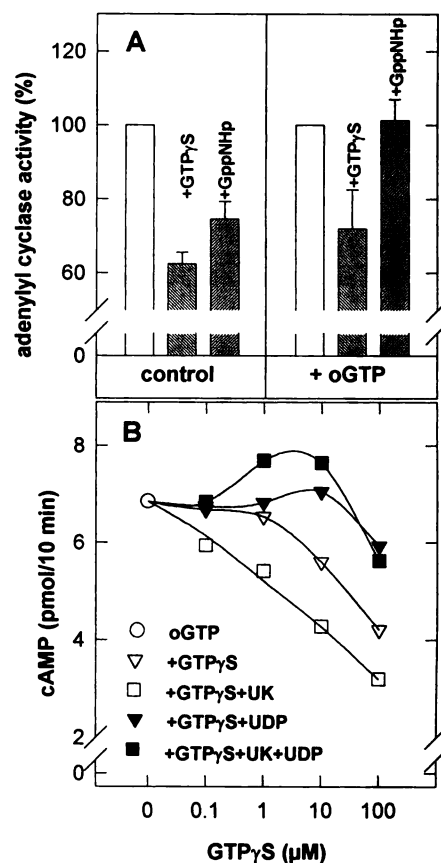 A
adenylyl cyclase activity (%)
120
100
80
60
0
+GTPγS
+GppNHp
+GTPγS
+GppNHp
control
+ oGTP
B
cAMP (pmol/10 min)
8
6
4
2
0
oGTP
+GTPγS
+GTPγS+UK
+GTPγS+UDP
+GTPγS+UK+UDP
0 0.1 1 10 100
GTPγS (μM)